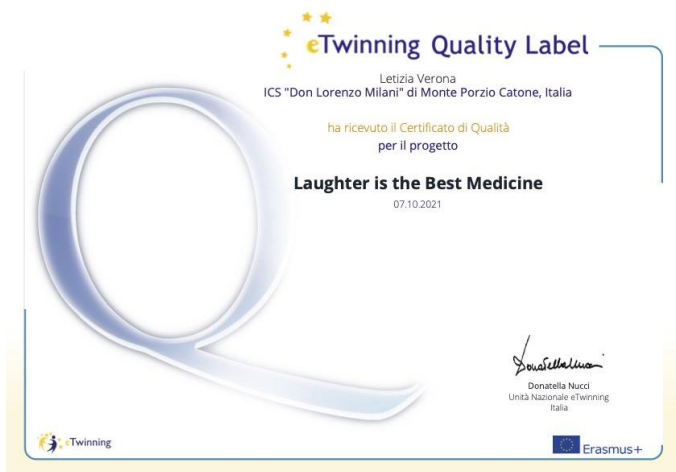 eTwinning Quality Label
Letizia Verona
ICS "Don Lorenzo Milani" di Monte Porzio Catone, Italia
ha ricevuto il Certificato di Qualità
per il progetto
Laughter is the Best Medicine
07.10.2021
Donatella Nucci
Donatella Nucci
Unità Nazionale eTwinning
Italia
eTwinning
Erasmus+